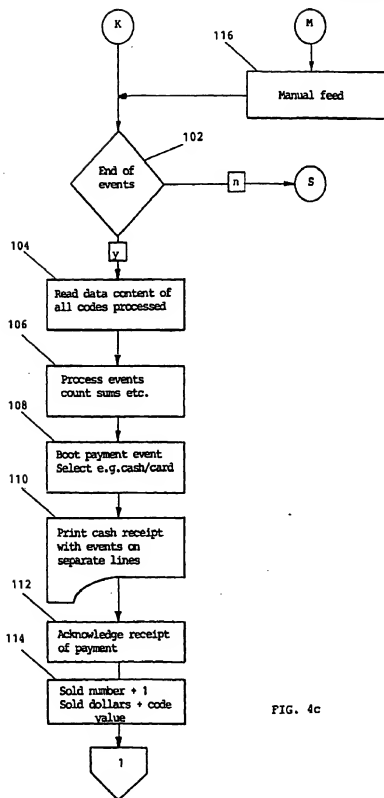 K
M
116
Manual feed
102
End of
events
n
S
y
104
Read data content of
all codes processed
106
Process events
count sums etc.
108
Boot payment event
Select e.g.cash/card
110
Print cash receipt
with events on
separate lines
112
Acknowledge receipt
of payment
114
Sold number + 1
Sold dollars + code
value
FIG. 4c
1